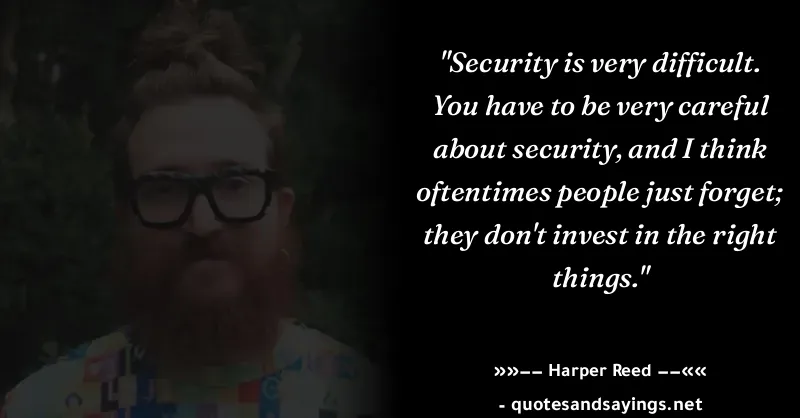 "Security is very difficult.
You have to be very careful
about security, and I think
oftentimes people just forget;
they don't invest in the right
things."
»»−− Harper Reed −−««
- quotesandsayings.net